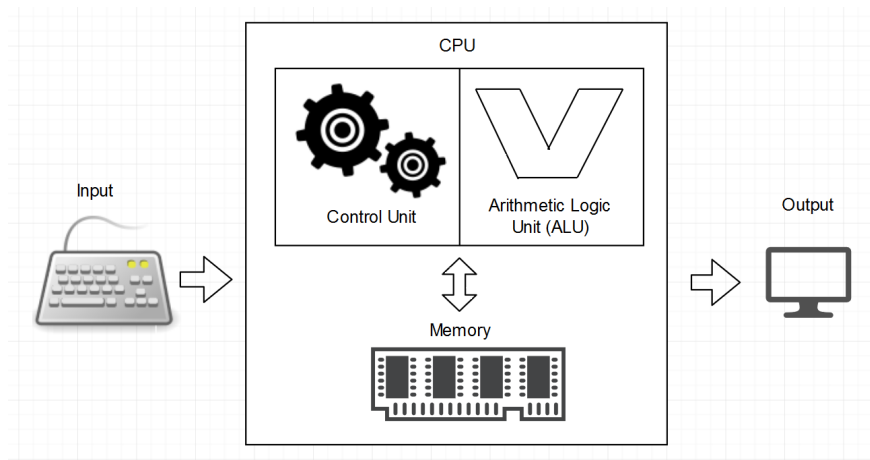 CPU
Control Unit
Arithmetic Logic
Unit (ALU)
Input
Output
Memory